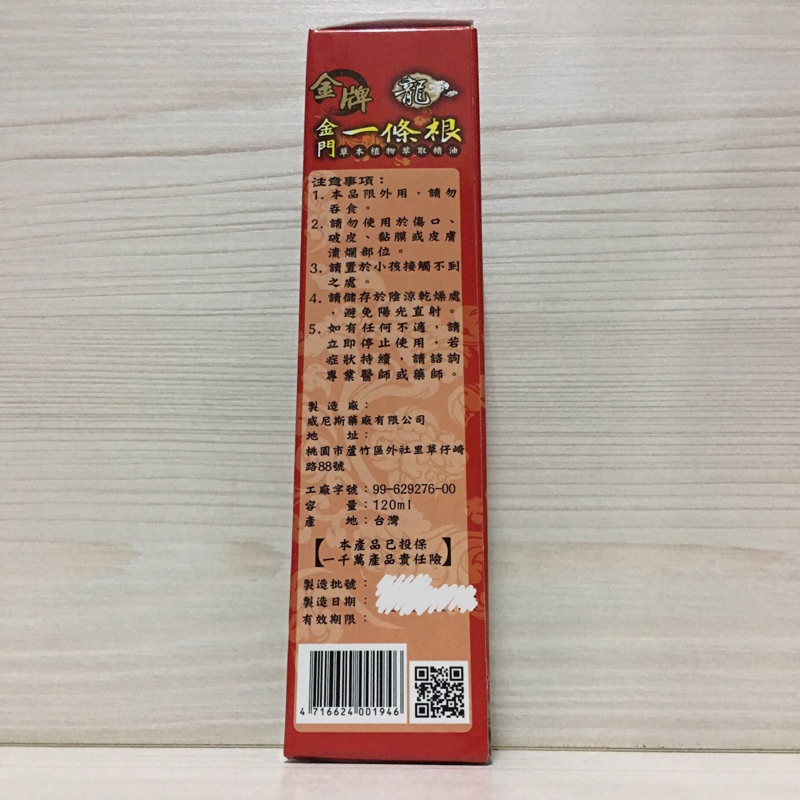 金牌 龍
金門一條根
草本植物萃取精油
注意事項：
1. 本品限外用，請勿
吞食。
2. 請勿使用於傷口、
破皮、黏膜或皮膚
潰爛部位。
3. 請置於小孩接觸不到
之處。
4. 請儲存於陰涼乾燥處
，避免陽光直射。
5. 如有任何不適，請
立即停止使用，若
症狀持續，請諮詢
專業醫師或藥師。
製造廠：
威尼斯藥廠有限公司
地址：
桃園市蘆竹區外社里草仔崎
路88號
工廠字號：99-629276-00
容量：120ml
產地：台灣
【本產品已投保
一千萬產品責任險】
製造批號：
製造日期：
有效期限：
4 716624 001946